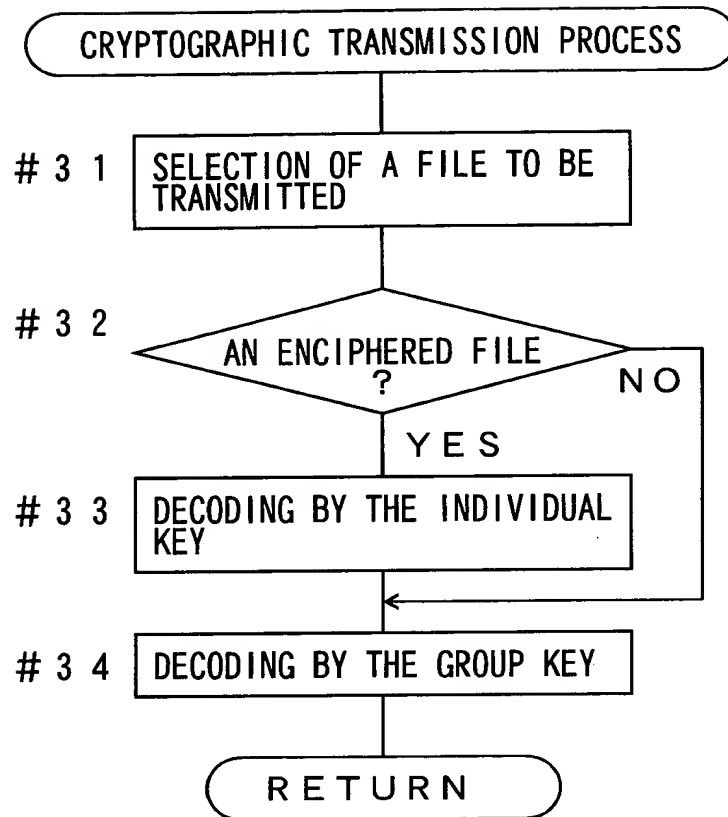 CRYPTOGRAPHIC TRANSMISSION PROCESS
#31
SELECTION OF A FILE TO BE
TRANSMITTED
#32
AN ENCIPHERED FILE
?
NO
YES
#33
DECODING BY THE INDIVIDUAL
KEY
#34
DECODING BY THE GROUP KEY
RETURN